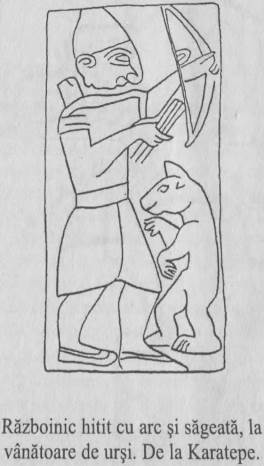 Războinic hitit cu arc şi săgeată, la
vânătoare de urşi. De la Karatepe.